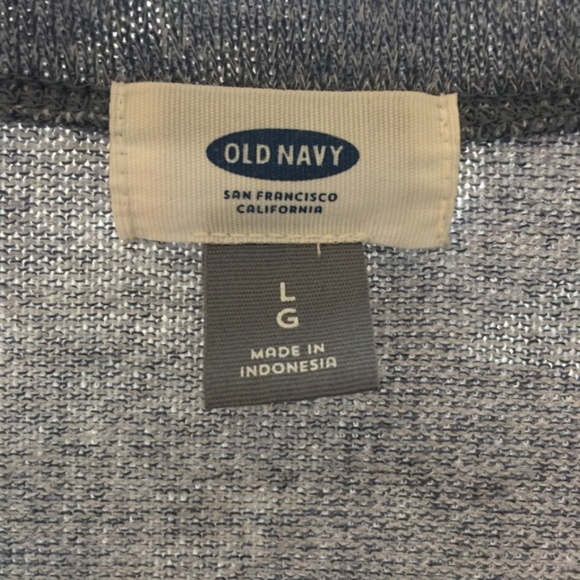 OLD NAVY
SAN FRANCISCO
CALIFORNIA
L
G
MADE IN
INDONESIA